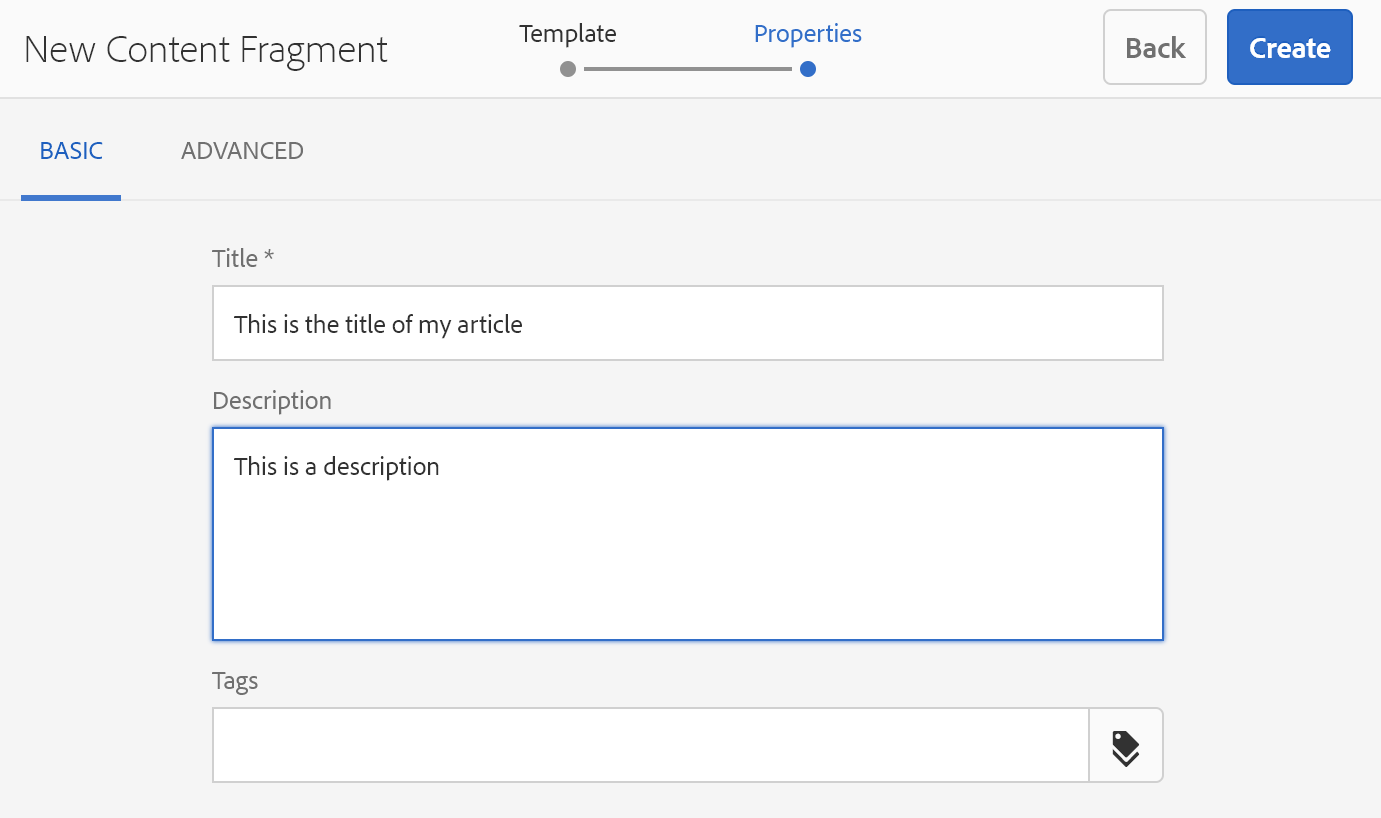 New Content Fragment
Template
Properties
Back
Create
BASIC
ADVANCED
Title *
This is the title of my article
Description
This is a description
Tags